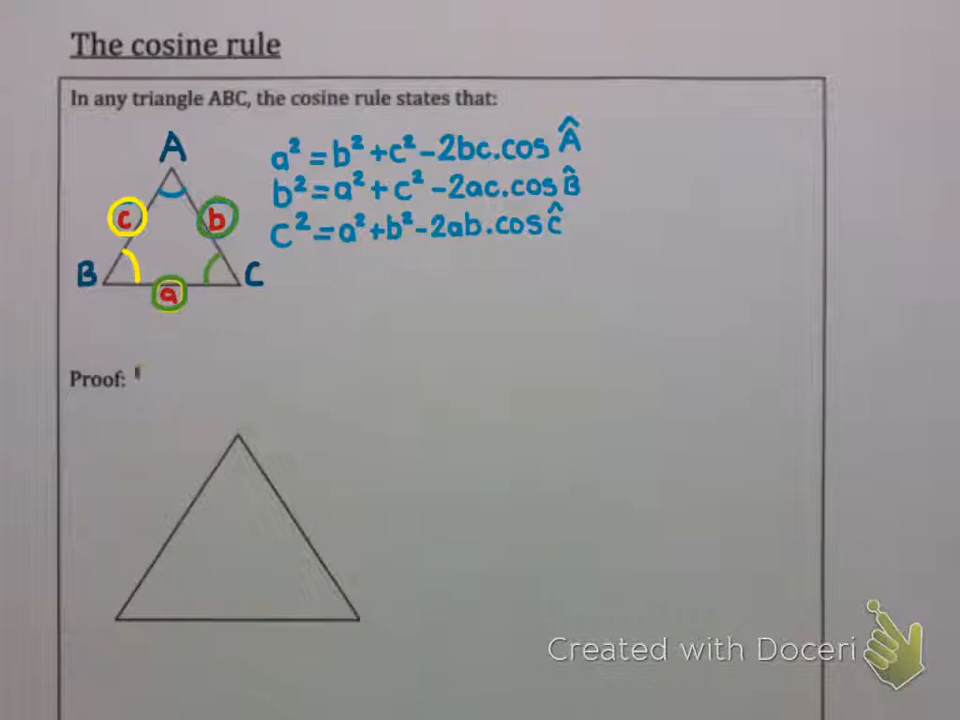 The cosine rule
In any triangle ABC, the cosine rule states that:
A
a² = b² + c² - 2bc.cos Â
c b
b² = a² + c² - 2ac.cos B̂
c² = a² + b² - 2ab.cos ĉ
B C
a
Proof:
Created with Doceri